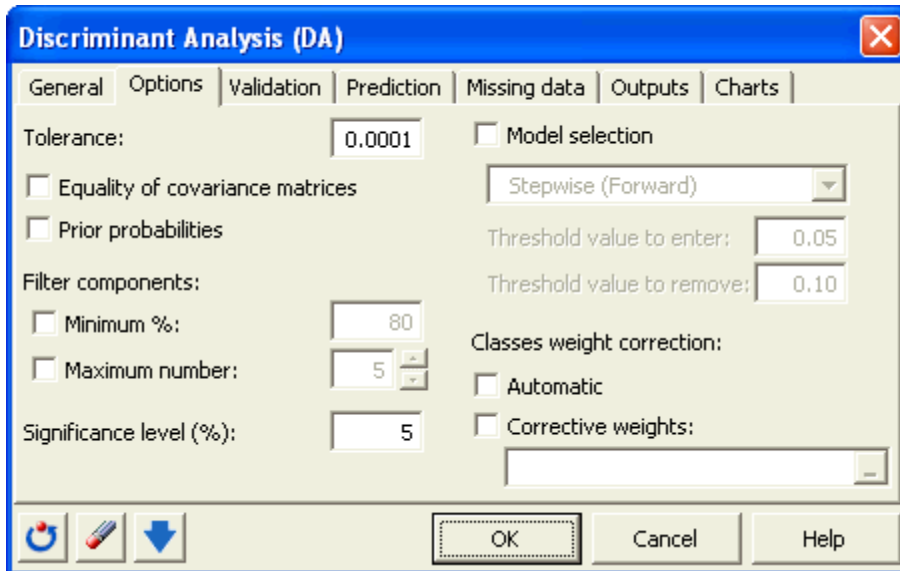 Discriminant Analysis (DA)
General Options Validation Prediction Missing data Outputs Charts
Tolerance: 0.0001
Equality of covariance matrices
Prior probabilities
Filter components:
Minimum %: 80
Maximum number: 5
Significance level (%): 5
Model selection
Stepwise (Forward)
Threshold value to enter: 0.05
Threshold value to remove: 0.10
Classes weight correction:
Automatic
Corrective weights:
_
OK Cancel Help